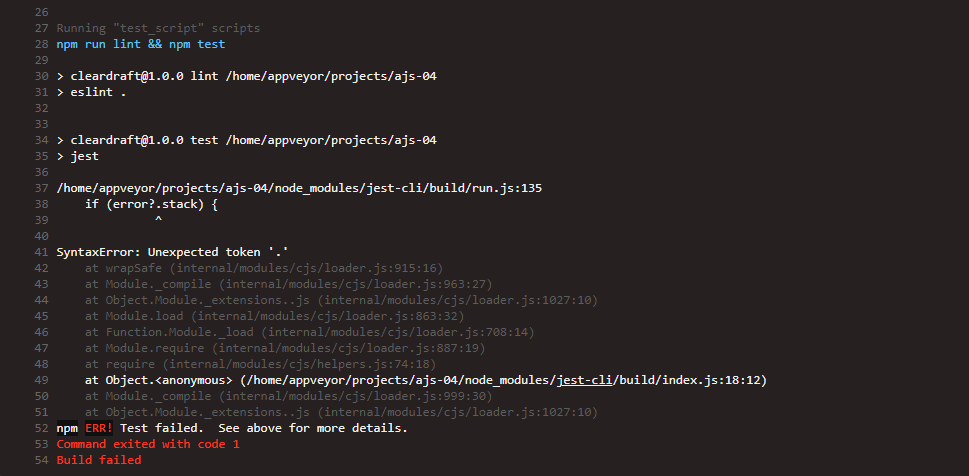 26
27 Running "test_script" scripts
28 npm run lint && npm test
29
30 > cleardraft@1.0.0 lint /home/appveyor/projects/ajs-04
31 > eslint .
32
33
34 > cleardraft@1.0.0 test /home/appveyor/projects/ajs-04
35 > jest
36
37 /home/appveyor/projects/ajs-04/node_modules/jest-cli/build/run.js:135
38     if (error?.stack) {
39               ^
40
41 SyntaxError: Unexpected token '.'
42     at wrapSafe (internal/modules/cjs/loader.js:915:16)
43     at Module._compile (internal/modules/cjs/loader.js:963:27)
44     at Object.Module._extensions..js (internal/modules/cjs/loader.js:1027:10)
45     at Module.load (internal/modules/cjs/loader.js:863:32)
46     at Function.Module._load (internal/modules/cjs/loader.js:708:14)
47     at Module.require (internal/modules/cjs/loader.js:887:19)
48     at require (internal/modules/cjs/helpers.js:74:18)
49     at Object.<anonymous> (/home/appveyor/projects/ajs-04/node_modules/jest-cli/build/index.js:18:12)
50     at Module._compile (internal/modules/cjs/loader.js:999:30)
51     at Object.Module._extensions..js (internal/modules/cjs/loader.js:1027:10)
52 npm ERR! Test failed.  See above for more details.
53 Command exited with code 1
54 Build failed